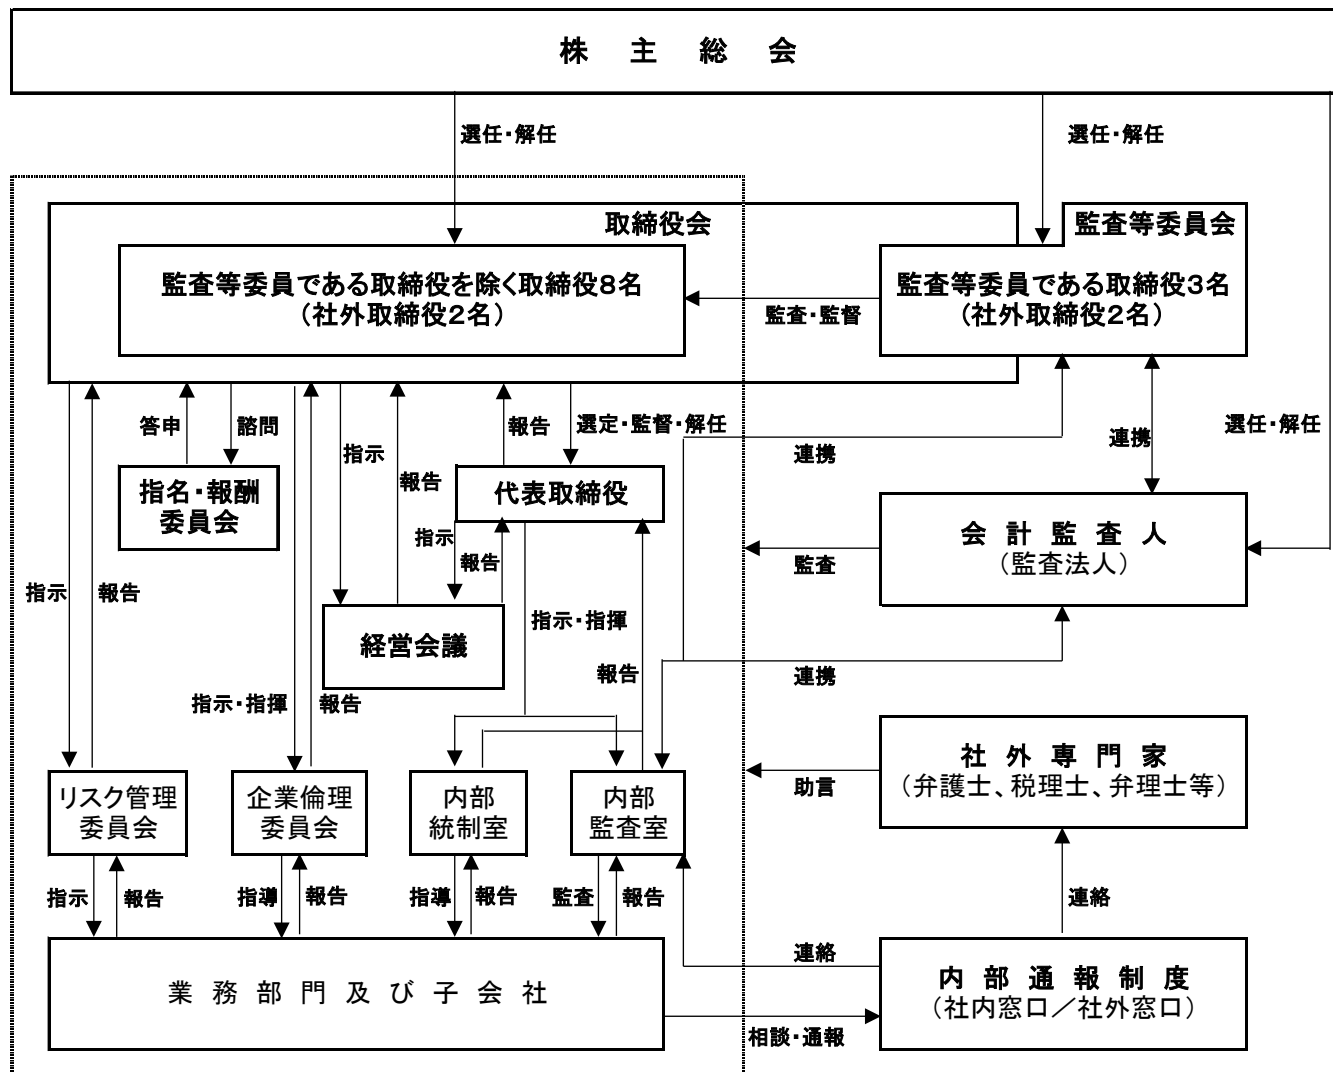 株主総会
選任・解任
選任・解任
取締役会
監査等委員会
監査等委員である取締役を除く取締役8名
（社外取締役2名）
監査・監督
監査等委員である取締役3名
（社外取締役2名）
答申
諮問
指示
報告
報告
選定・監督・解任
連携
連携
選任・解任
指名・報酬
委員会
代表取締役
指示
報告
会計監査人
（監査法人）
監査
指示
報告
経営会議
指示・指揮
報告
連携
指示・指揮
報告
社外専門家
（弁護士、税理士、弁理士等）
助言
リスク管理
委員会
企業倫理
委員会
内部
統制室
内部
監査室
指示
報告
指導
報告
指導
報告
監査
報告
連絡
連絡
業務部門及び子会社
内部通報制度
（社内窓口／社外窓口）
相談・通報